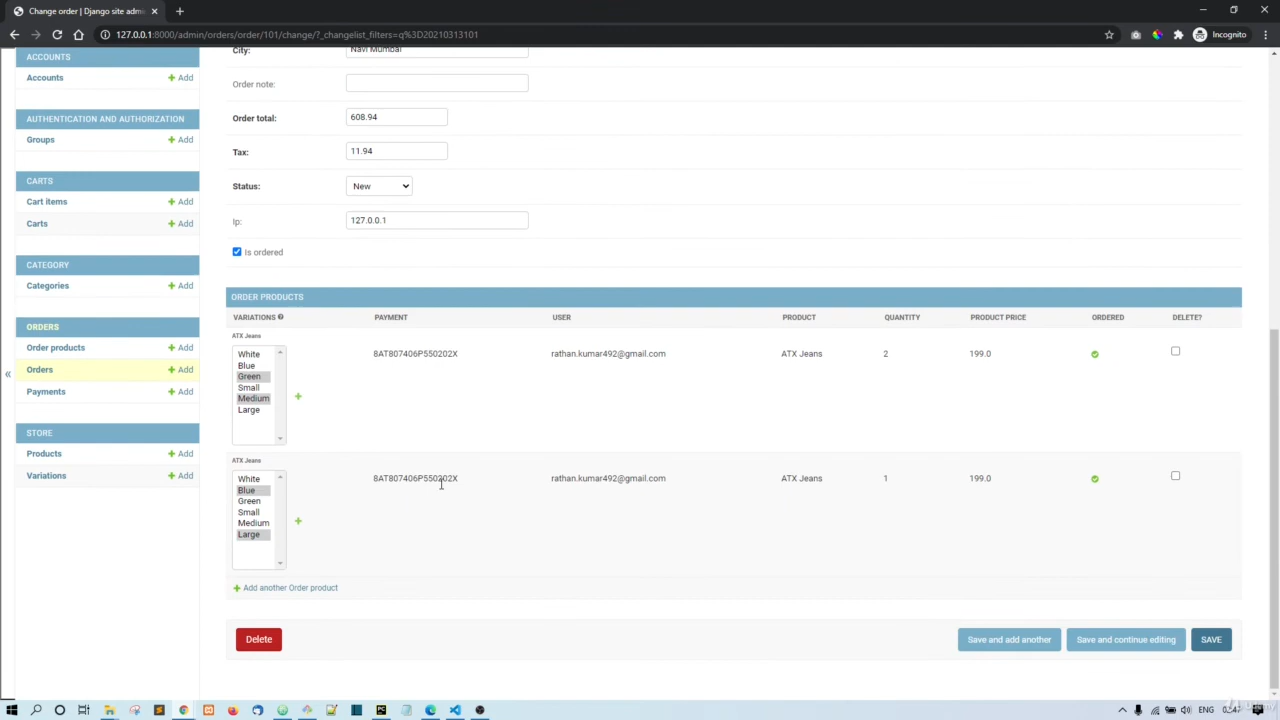 Change order | Django site admi
127.0.0.1:8000/admin/orders/order/101/change/?_changelist_filters=q%3D20210313101
Incognito
ACCOUNTS
Accounts Add
AUTHENTICATION AND AUTHORIZATION
Groups Add
CARTS
Cart items Add
Carts Add
CATEGORY
Categories Add
ORDERS
Order products Add
Orders Add
Payments Add
STORE
Products Add
Variations Add
«
City: Navi Mumbai
Order note:
Order total: 608.94
Tax: 11.94
Status: New
Ip: 127.0.0.1
Is ordered
ORDER PRODUCTS
VARIATIONS PAYMENT USER PRODUCT QUANTITY PRODUCT PRICE ORDERED DELETE?
ATX Jeans
White
Blue
Green
Small
Medium
Large
8AT807406P550202X rathan.kumar492@gmail.com ATX Jeans 2 199.0
ATX Jeans
White
Blue
Green
Small
Medium
Large
8AT807406P550202X rathan.kumar492@gmail.com ATX Jeans 1 199.0
Add another Order product
Delete
Save and add another Save and continue editing SAVE
ENG